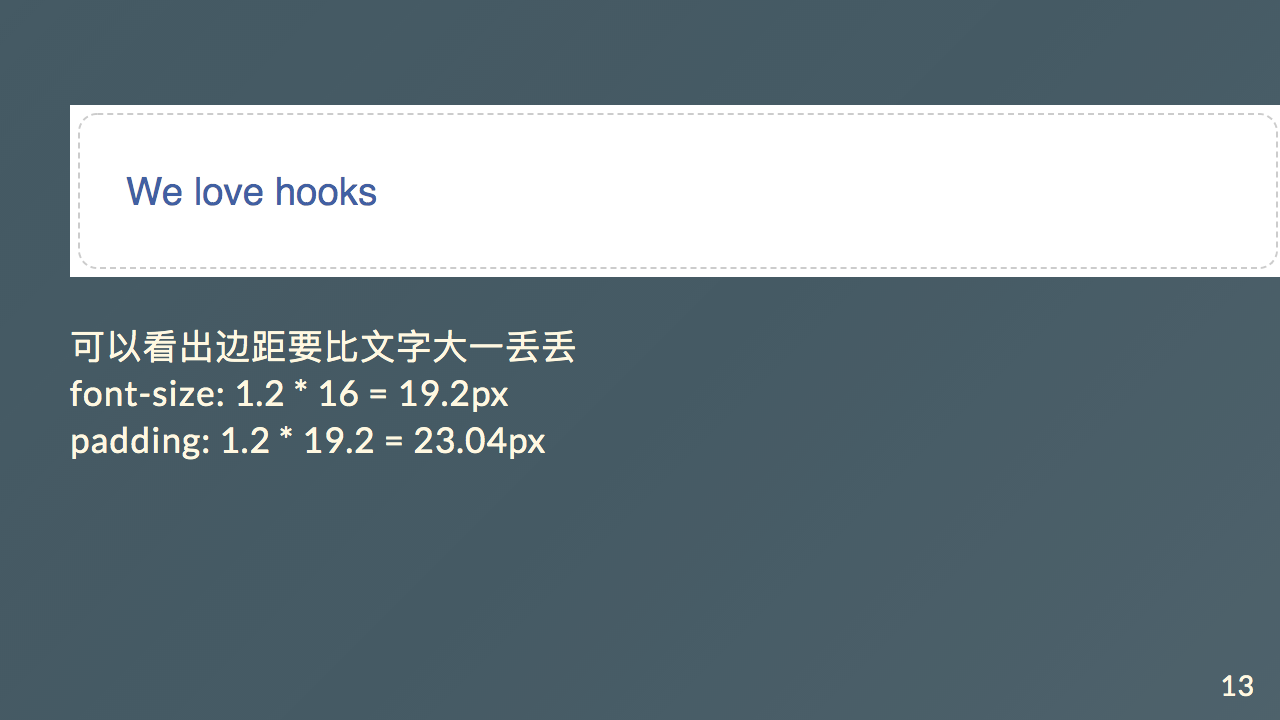 We love hooks
可以看出边距要比文字大一丢丢
font-size: 1.2 * 16 = 19.2px
padding: 1.2 * 19.2 = 23.04px
13